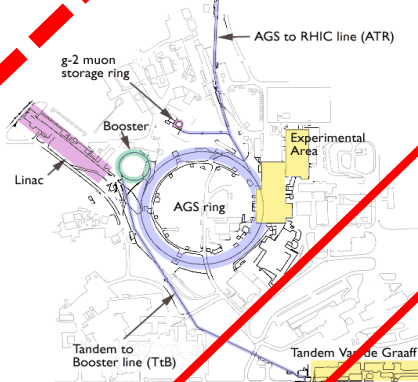 AGS to RHIC line (ATR)
g-2 muon
storage ring
Booster
Experimental
Area
Linac
AGS ring
Tandem to
Booster line (TtB)
Tandem Van de Graaff